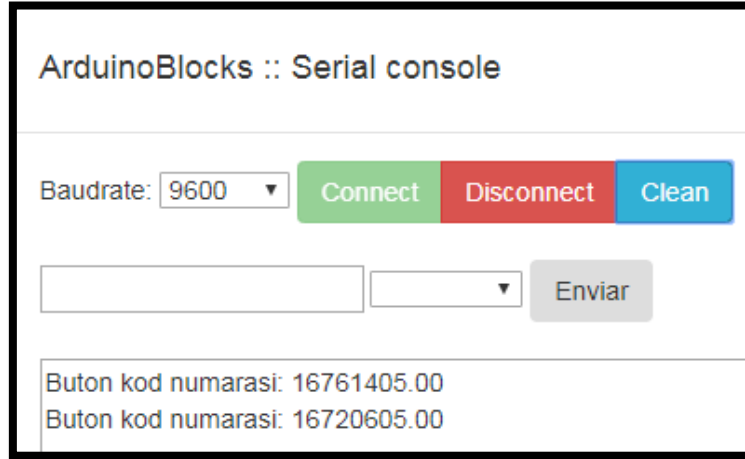 ArduinoBlocks :: Serial console
Baudrate: 9600 Connect Disconnect Clean
Enviar
Buton kod numarasi: 16761405.00
Buton kod numarasi: 16720605.00